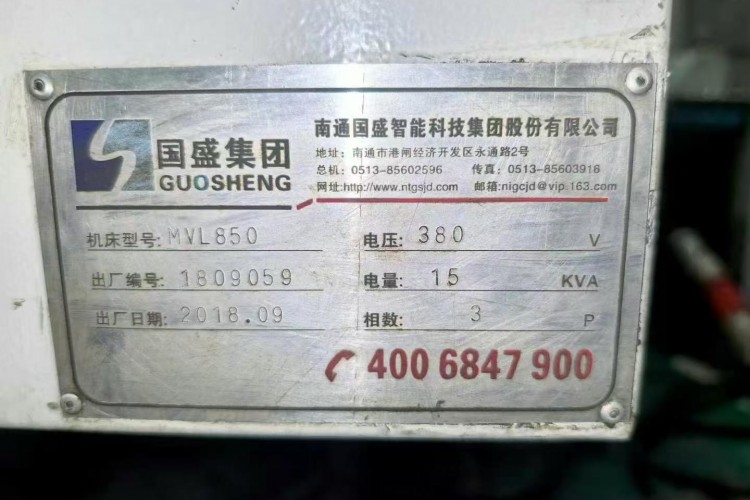 国盛集团
GUOSHENG
南通国盛智能科技集团股份有限公司
地址：南通市港闸经济开发区永通路2号
总机：0513-85602596 传真：0513-85603916
网址:http://www.ntgsjd.com 邮箱:nigcjd@vip.163.com
机床型号: MVL850
电压: 380 V
出厂编号: 1809059
电量: 15 KVA
出厂日期: 2018.09
相数: 3 P
400 6847 900